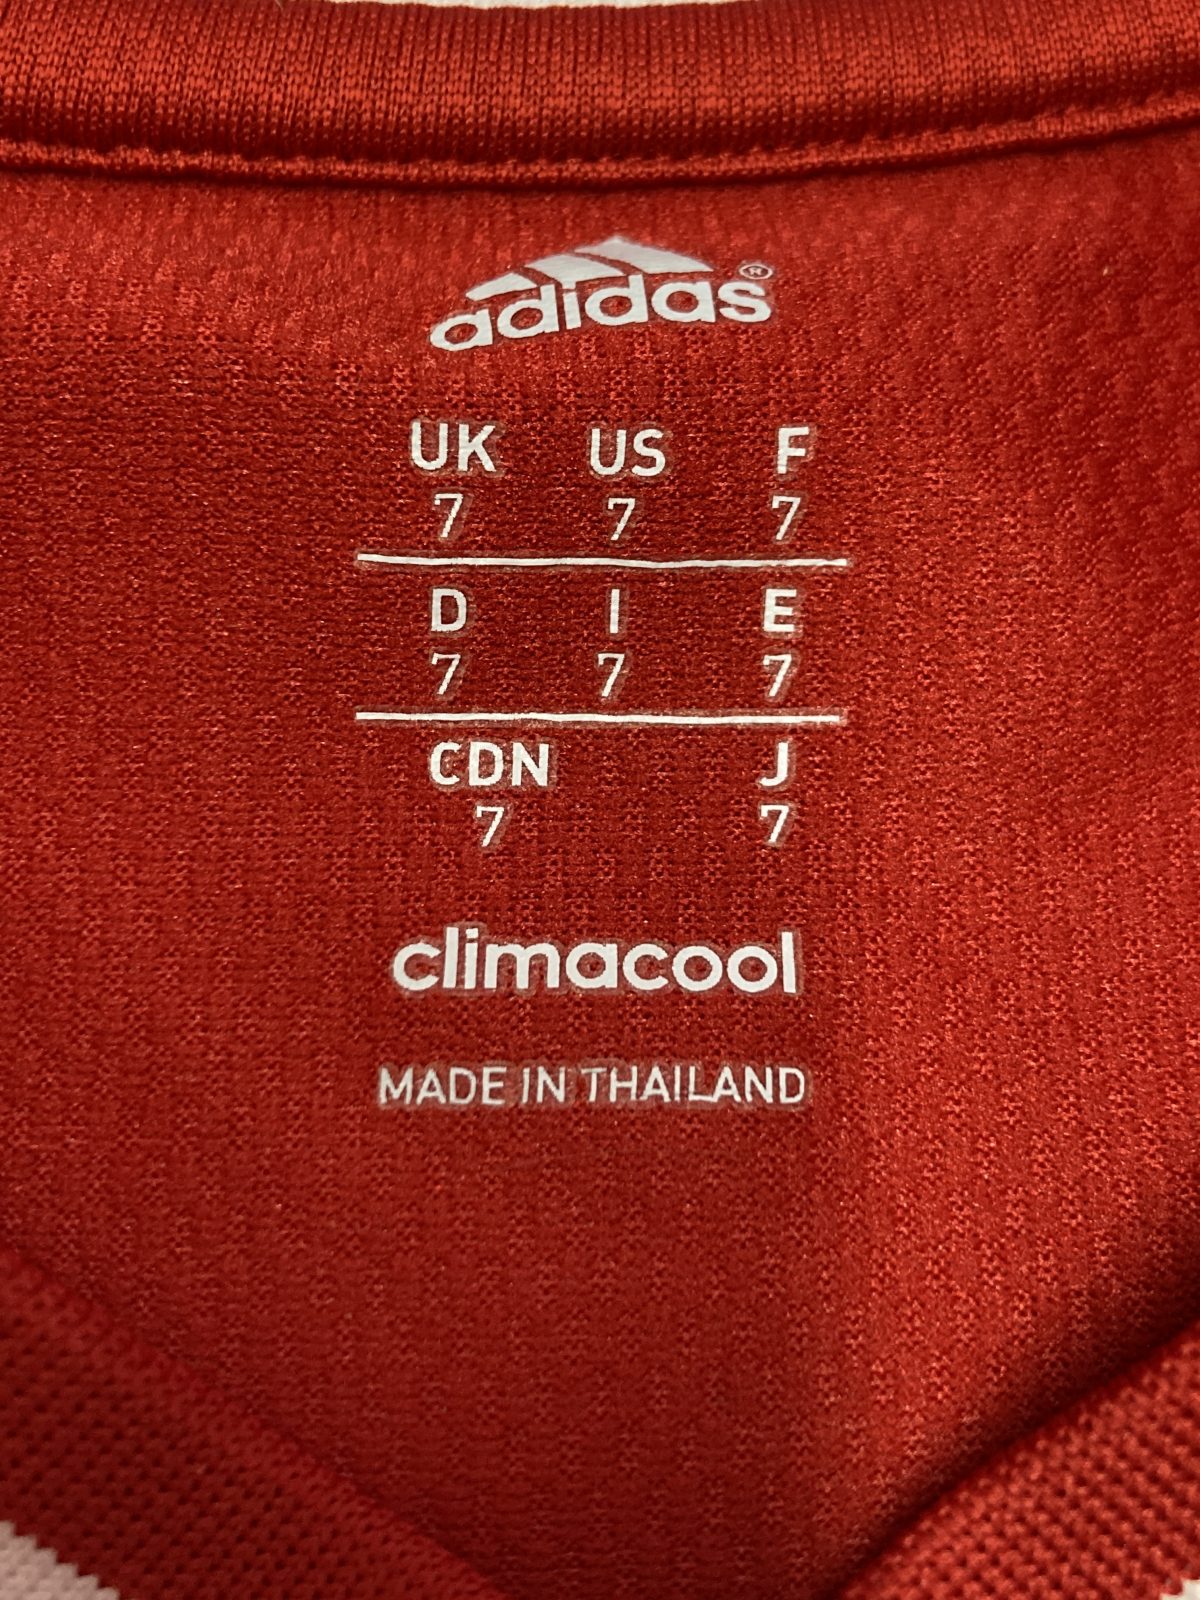 adidas®
UK US F
7 7 7
D I E
7 7 7
CDN J
7 7
climacool
MADE IN THAILAND